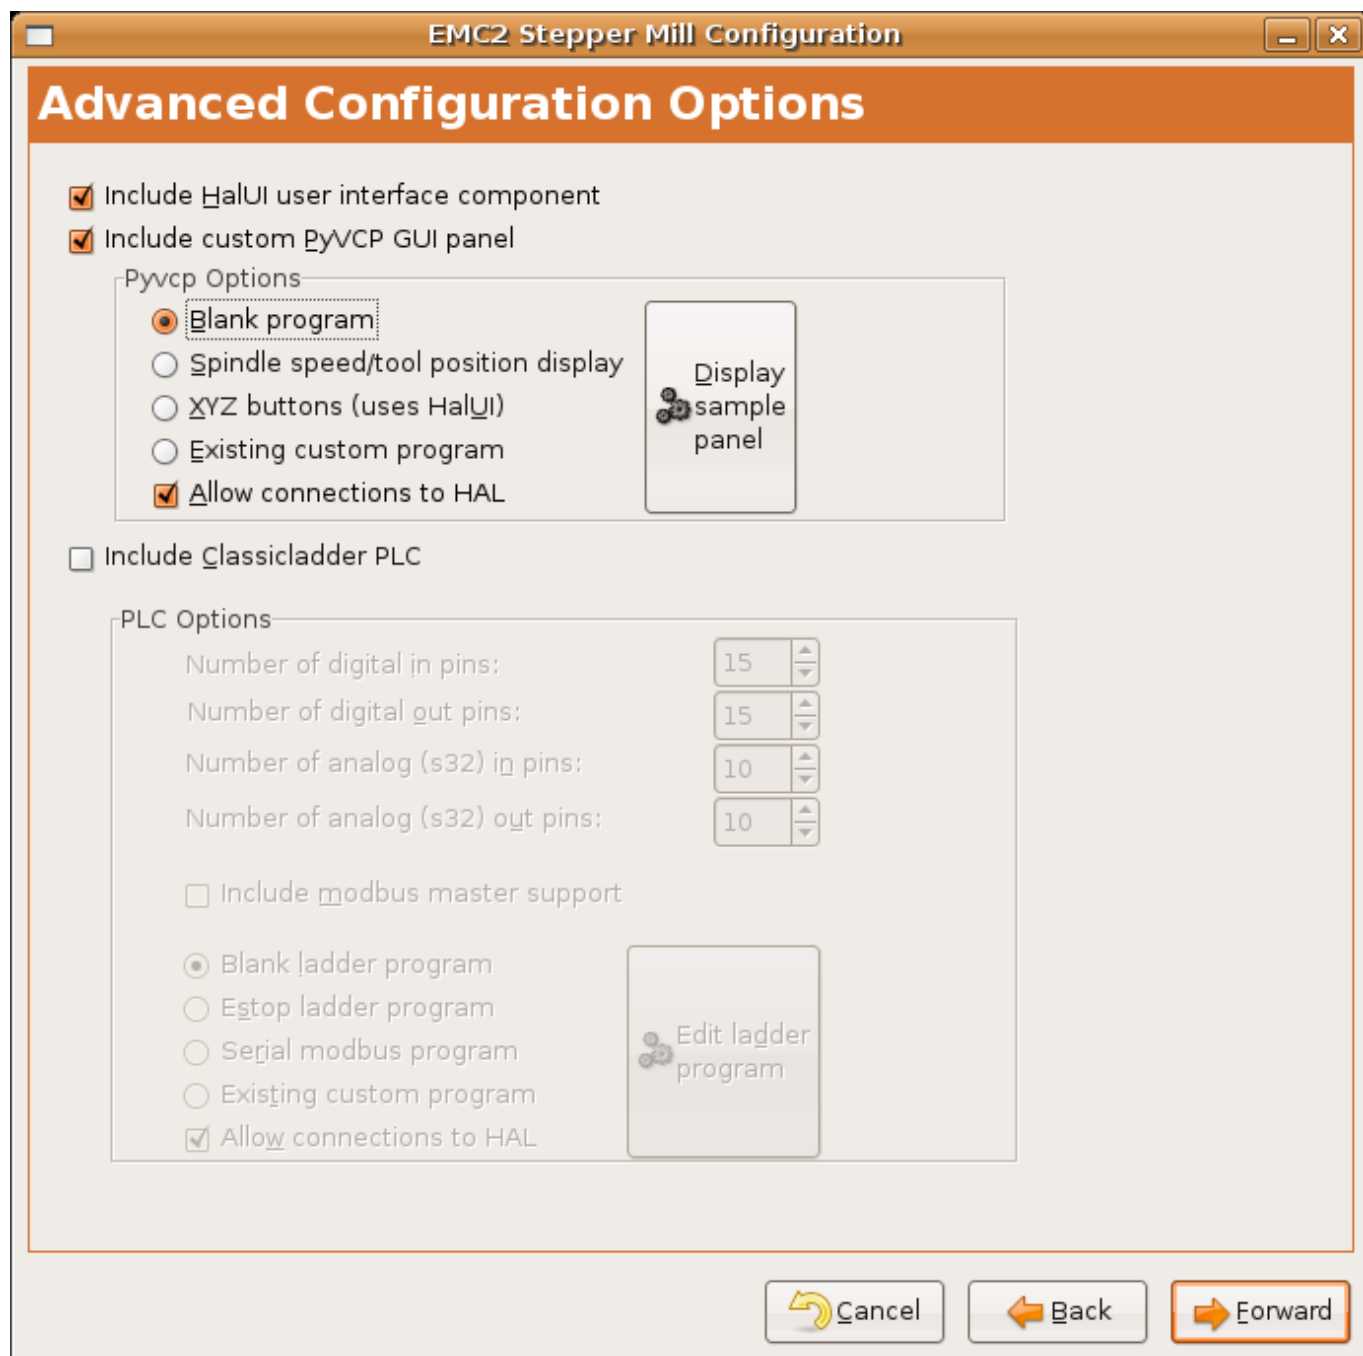 EMC2 Stepper Mill Configuration
Advanced Configuration Options
Include HalUI user interface component
Include custom PyVCP GUI panel
Pyvcp Options
Blank program
Spindle speed/tool position display
XYZ buttons (uses HalUI)
Existing custom program
Allow connections to HAL
Display
sample
panel
Include Classicladder PLC
PLC Options
Number of digital in pins: 15
Number of digital out pins: 15
Number of analog (s32) in pins: 10
Number of analog (s32) out pins: 10
Include modbus master support
Blank ladder program
Estop ladder program
Serial modbus program
Existing custom program
Allow connections to HAL
Edit ladder
program
Cancel Back Forward